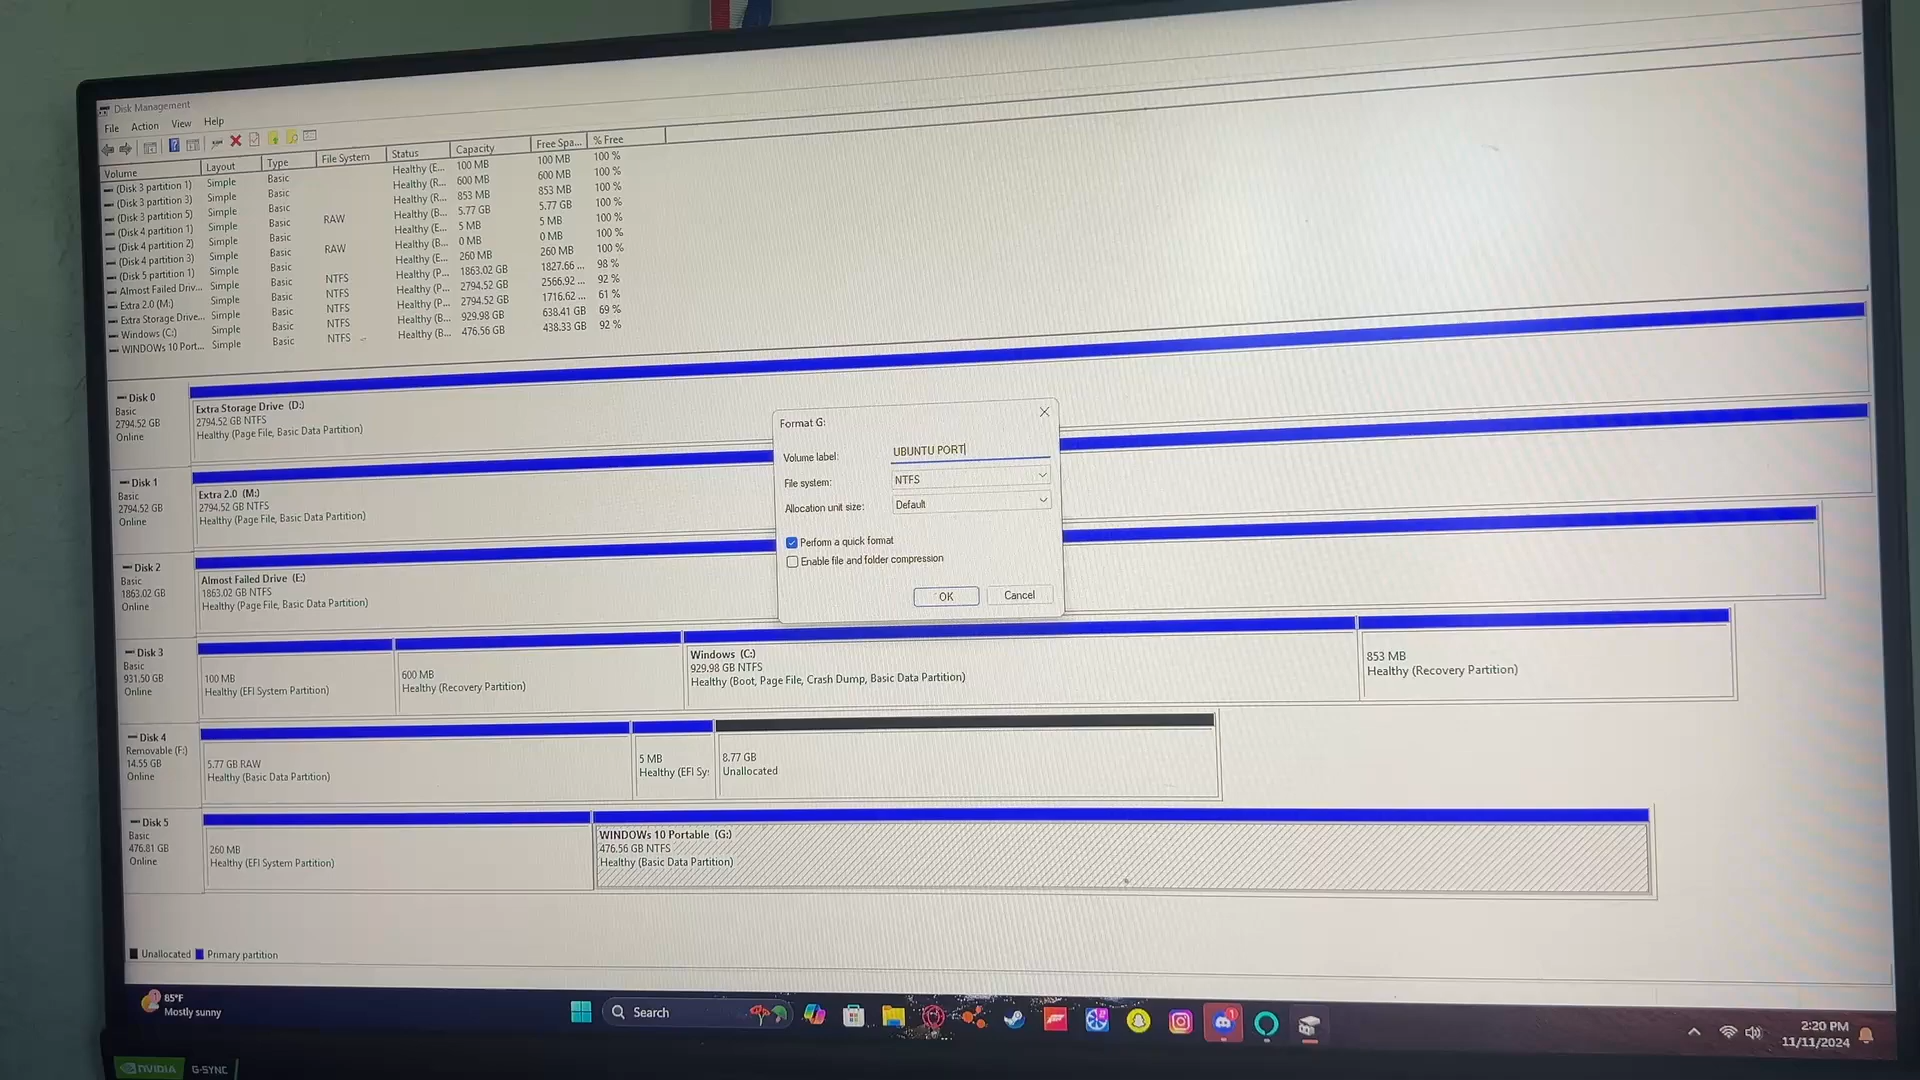 Disk Management
File Action View Help
Volume Layout Type File System Status Capacity Free Spa... % Free
(Disk 3 partition 1) Simple Basic Healthy (E... 100 MB 100 MB 100 %
(Disk 3 partition 3) Simple Basic Healthy (R... 600 MB 600 MB 100 %
(Disk 3 partition 5) Simple Basic Healthy (R... 853 MB 853 MB 100 %
(Disk 4 partition 1) Simple Basic RAW Healthy (B... 5.77 GB 5.77 GB 100 %
(Disk 4 partition 2) Simple Basic Healthy (E... 5 MB 5 MB 100 %
(Disk 4 partition 3) Simple Basic RAW Healthy (B... 0 MB 0 MB 100 %
(Disk 5 partition 1) Simple Basic Healthy (E... 260 MB 260 MB 100 %
Almost Failed Driv... Simple Basic NTFS Healthy (P... 1863.02 GB 1827.66 ... 98 %
Extra 2.0 (M:) Simple Basic NTFS Healthy (P... 2794.52 GB 2566.92 ... 92 %
Extra Storage Drive... Simple Basic NTFS Healthy (P... 2794.52 GB 1716.62 ... 61 %
Windows (C:) Simple Basic NTFS Healthy (B... 929.98 GB 638.41 GB 69 %
WINDOWs 10 Port... Simple Basic NTFS Healthy (B... 476.56 GB 438.33 GB 92 %
Disk 0
Basic
2794.52 GB
Online
Extra Storage Drive (D:)
2794.52 GB NTFS
Healthy (Page File, Basic Data Partition)
Disk 1
Basic
2794.52 GB
Online
Extra 2.0 (M:)
2794.52 GB NTFS
Healthy (Page File, Basic Data Partition)
Disk 2
Basic
1863.02 GB
Online
Almost Failed Drive (E:)
1863.02 GB NTFS
Healthy (Page File, Basic Data Partition)
Format G:
Volume label: UBUNTU PORT
File system: NTFS
Allocation unit size: Default
Perform a quick format
Enable file and folder compression
OK Cancel
Disk 3
Basic
931.50 GB
Online
100 MB
Healthy (EFI System Partition)
600 MB
Healthy (Recovery Partition)
Windows (C:)
929.98 GB NTFS
Healthy (Boot, Page File, Crash Dump, Basic Data Partition)
853 MB
Healthy (Recovery Partition)
Disk 4
Removable (F:)
14.55 GB
Online
5.77 GB RAW
Healthy (Basic Data Partition)
5 MB
Healthy (EFI Sy:
8.77 GB
Unallocated
Disk 5
Basic
476.81 GB
Online
260 MB
Healthy (EFI System Partition)
WINDOWs 10 Portable (G:)
476.56 GB NTFS
Healthy (Basic Data Partition)
Unallocated Primary partition
85°F
Mostly sunny
Search
2:20 PM
11/11/2024
NVIDIA G-SYNC